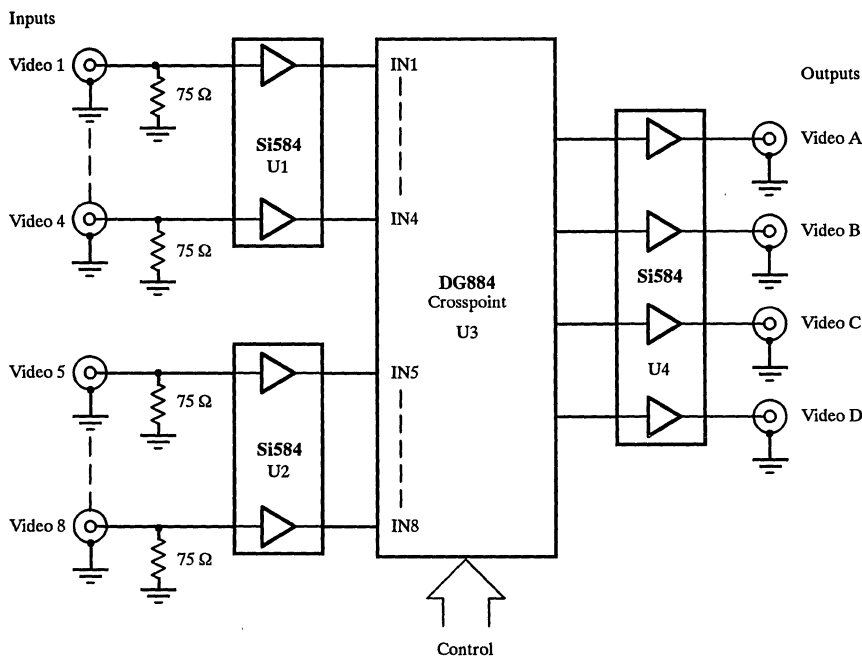 Inputs
Video 1
75 Ω
Si584
U1
Video 4
75 Ω
Video 5
75 Ω
Si584
U2
Video 8
75 Ω
IN1
IN4
DG884
Crosspoint
U3
IN5
IN8
Control
Outputs
Video A
Video B
Si584
Video C
U4
Video D